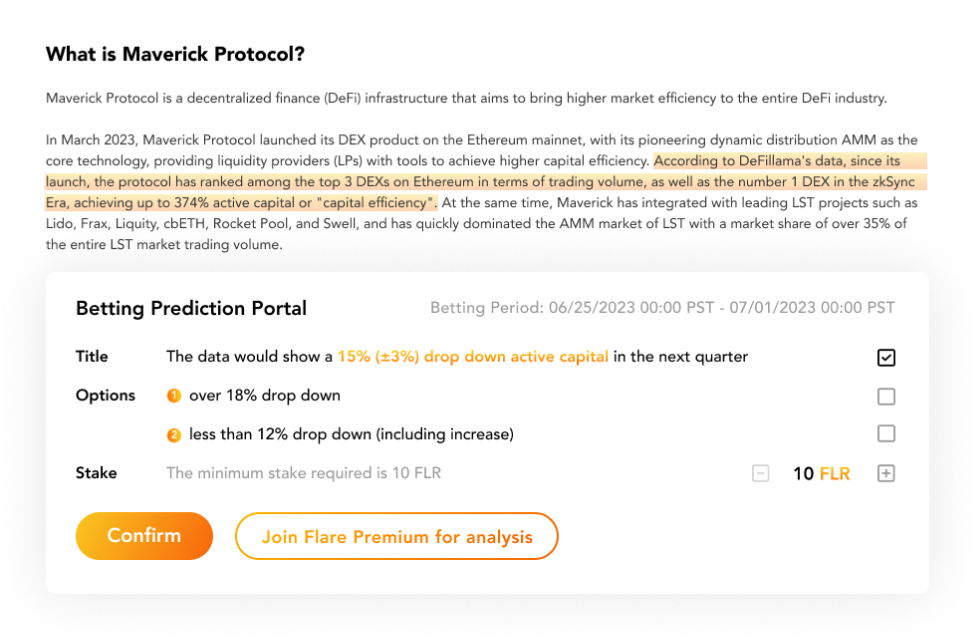 What is Maverick Protocol?
Maverick Protocol is a decentralized finance (DeFi) infrastructure that aims to bring higher market efficiency to the entire DeFi industry.
In March 2023, Maverick Protocol launched its DEX product on the Ethereum mainnet, with its pioneering dynamic distribution AMM as the
core technology, providing liquidity providers (LPs) with tools to achieve higher capital efficiency. According to DeFillama's data, since its
launch, the protocol has ranked among the top 3 DEXs on Ethereum in terms of trading volume, as well as the number 1 DEX in the zkSync
Era, achieving up to 374% active capital or "capital efficiency". At the same time, Maverick has integrated with leading LST projects such as
Lido, Frax, Liquity, cbETH, Rocket Pool, and Swell, and has quickly dominated the AMM market of LST with a market share of over 35% of
the entire LST market trading volume.
Betting Prediction Portal Betting Period: 06/25/2023 00:00 PST - 07/01/2023 00:00 PST
Title The data would show a 15% (±3%) drop down active capital in the next quarter
Options 1 over 18% drop down
2 less than 12% drop down (including increase)
Stake The minimum stake required is 10 FLR 10 FLR
Confirm Join Flare Premium for analysis